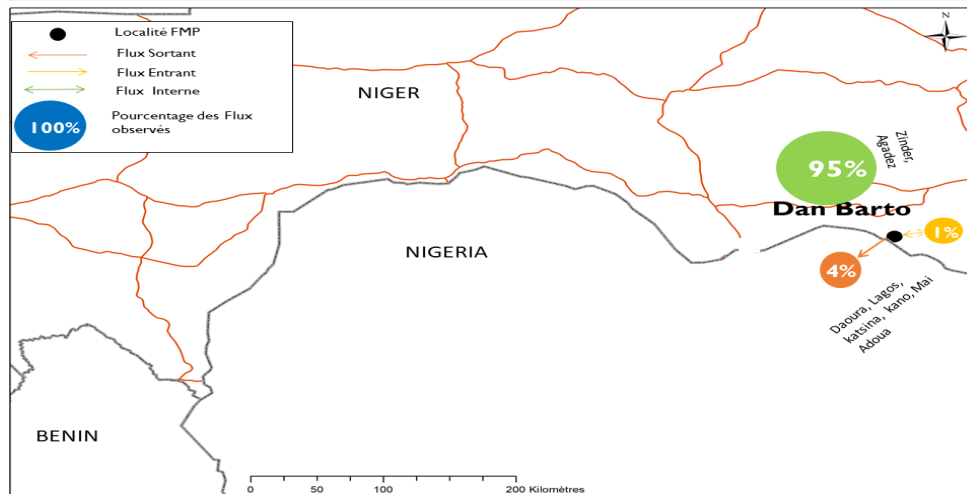 N
Localité FMP
Flux Sortant
Flux Entrant
Flux Interne
100%
Pourcentage des Flux
observés
NIGER
95%
Zinder,
Agadez
Dan Barto
1%
NIGERIA
4%
Daoura, Lagos,
katsina, kano, Mai
Adoua
BENIN
0 50 100 200 Kilomètres